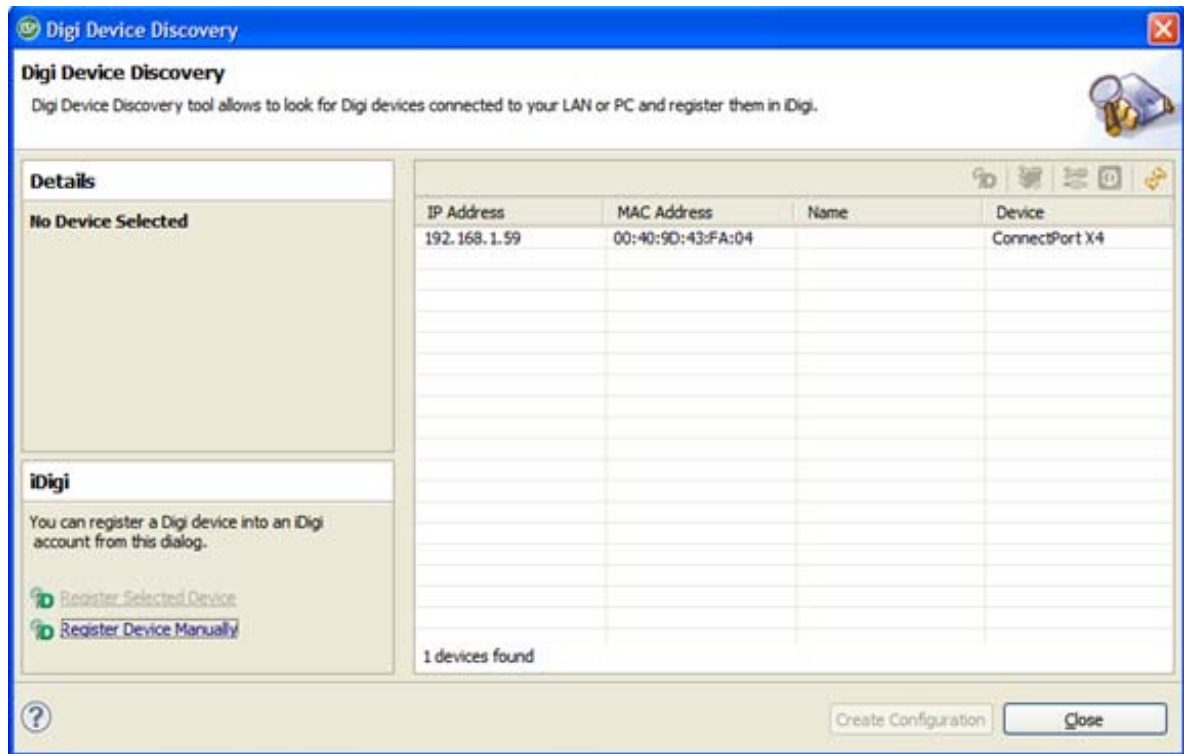 Digi Device Discovery
Digi Device Discovery
Digi Device Discovery tool allows to look for Digi devices connected to your LAN or PC and register them in iDigi.
Details
No Device Selected
IP Address MAC Address Name Device
192.168.1.59 00:40:9D:43:FA:04 ConnectPort X4
iDigi
You can register a Digi device into an iDigi
account from this dialog.
Register Selected Device
Register Device Manually
1 devices found
Create Configuration Close